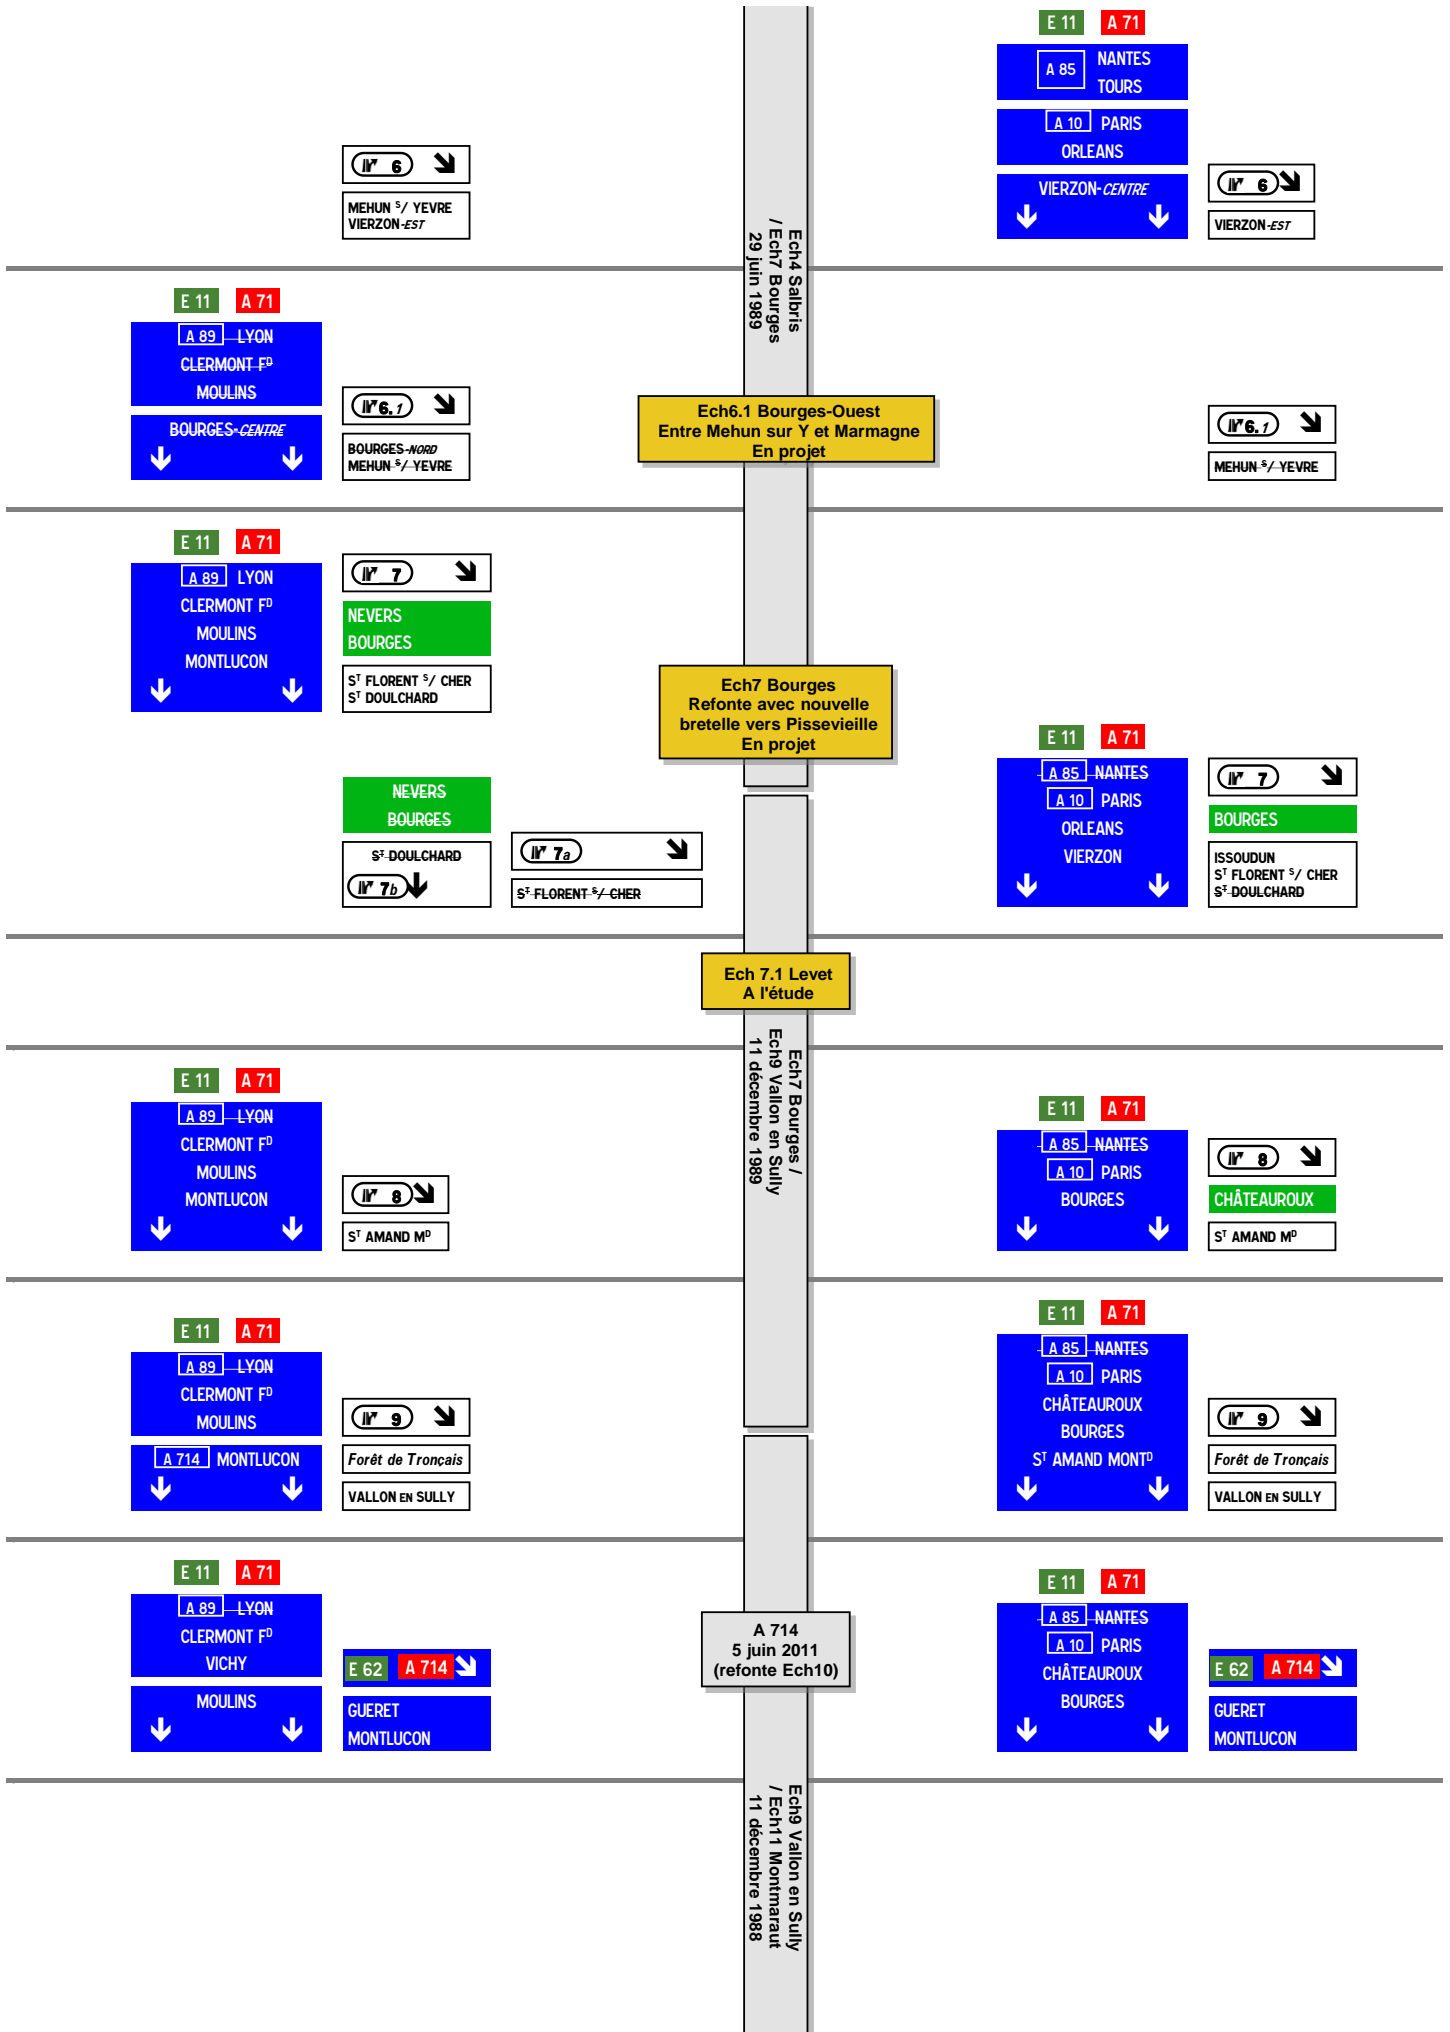 E 11 A 71
A 85 NANTES
TOURS
A 10 PARIS
ORLEANS
VIERZON-CENTRE
6
MEHUN S/ YEVRE
VIERZON-EST
6
VIERZON-EST
Ech4 Salbris
/ Ech7 Bourges
29 juin 1989
E 11 A 71
A 89 LYON
CLERMONT FD
MOULINS
BOURGES-CENTRE
6.1
BOURGES-NORD
MEHUN S/ YEVRE
Ech6.1 Bourges-Ouest
Entre Mehun sur Y et Marmagne
En projet
6.1
MEHUN S/ YEVRE
E 11 A 71
A 89 LYON
CLERMONT FD
MOULINS
MONTLUCON
7
NEVERS
BOURGES
ST FLORENT S/ CHER
ST DOULCHARD
Ech7 Bourges
Refonte avec nouvelle
bretelle vers Pissevieille
En projet
NEVERS
BOURGES
ST DOULCHARD
7b
7a
ST FLORENT S/ CHER
E 11 A 71
A 85 NANTES
A 10 PARIS
ORLEANS
VIERZON
7
BOURGES
ISSOUDUN
ST FLORENT S/ CHER
ST DOULCHARD
Ech 7.1 Levet
A l'étude
Ech7 Bourges /
Ech9 Vallon en Sully
11 décembre 1989
E 11 A 71
A 89 LYON
CLERMONT FD
MOULINS
MONTLUCON
8
ST AMAND MD
E 11 A 71
A 85 NANTES
A 10 PARIS
BOURGES
8
CHÂTEAUROUX
ST AMAND MD
E 11 A 71
A 89 LYON
CLERMONT FD
MOULINS
A 714 MONTLUCON
9
Forêt de Tronçais
VALLON EN SULLY
E 11 A 71
A 85 NANTES
A 10 PARIS
CHÂTEAUROUX
BOURGES
ST AMAND MONTD
9
Forêt de Tronçais
VALLON EN SULLY
E 11 A 71
A 89 LYON
CLERMONT FD
VICHY
MOULINS
E 62 A 714
GUERET
MONTLUCON
A 714
5 juin 2011
(refonte Ech10)
E 11 A 71
A 85 NANTES
A 10 PARIS
CHÂTEAUROUX
BOURGES
E 62 A 714
GUERET
MONTLUCON
Ech9 Vallon en Sully
/ Ech11 Montmaraut
11 décembre 1988